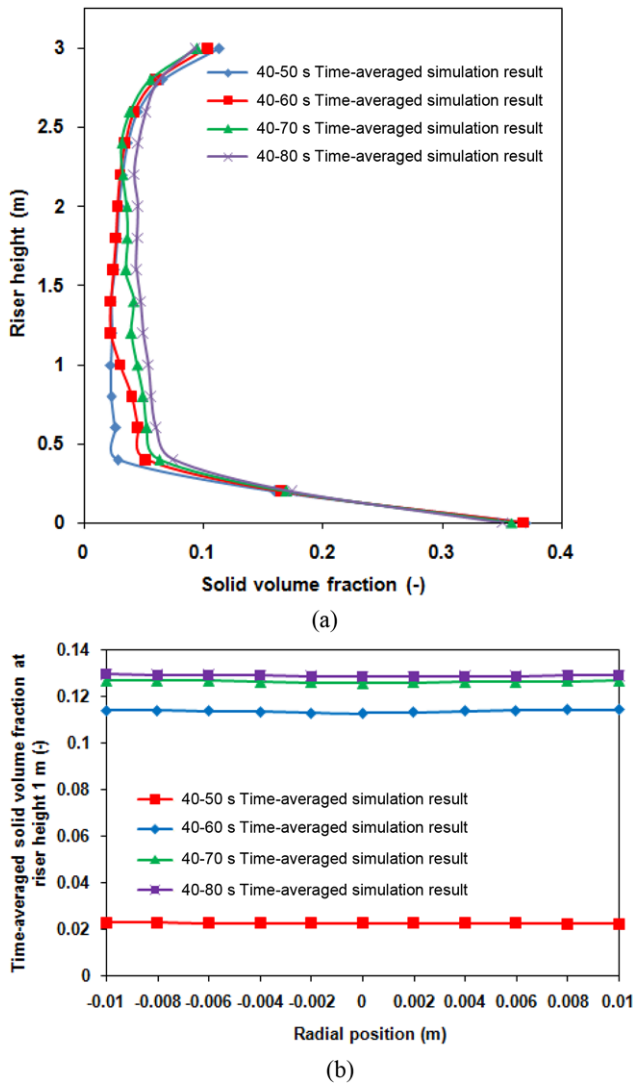 3
2.5
2
1.5
1
0.5
0
Riser height (m)
40-50 s Time-averaged simulation result
40-60 s Time-averaged simulation result
40-70 s Time-averaged simulation result
40-80 s Time-averaged simulation result
0 0.1 0.2 0.3 0.4
Solid volume fraction (-)
(a)
0.14
0.12
0.1
0.08
0.06
0.04
0.02
0
Time-averaged solid volume fraction at
riser height 1 m (-)
40-50 s Time-averaged simulation result
40-60 s Time-averaged simulation result
40-70 s Time-averaged simulation result
40-80 s Time-averaged simulation result
-0.01 -0.008 -0.006 -0.004 -0.002 0 0.002 0.004 0.006 0.008 0.01
Radial position (m)
(b)